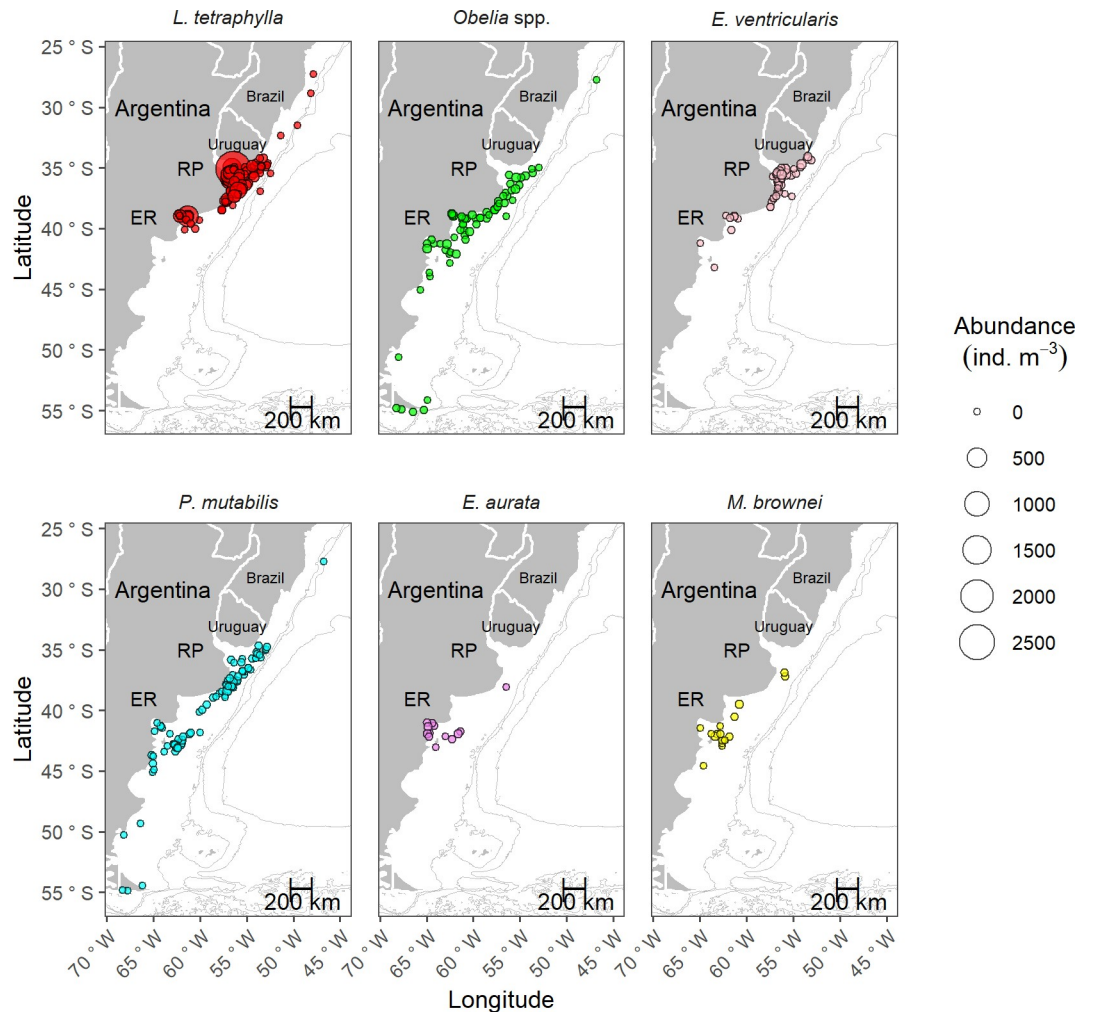 L. tetraphylla
Obelia spp.
E. ventricularis
25 ° S
30 ° S
35 ° S
40 ° S
45 ° S
50 ° S
55 ° S
Latitude
Argentina
Brazil
Uruguay
RP
ER
200 km
Argentina
Brazil
Uruguay
RP
ER
200 km
Argentina
Brazil
Uruguay
RP
ER
200 km
P. mutabilis
E. aurata
M. brownei
25 ° S
30 ° S
35 ° S
40 ° S
45 ° S
50 ° S
55 ° S
Latitude
Argentina
Brazil
Uruguay
RP
ER
200 km
Argentina
Brazil
Uruguay
RP
ER
200 km
Argentina
Brazil
Uruguay
RP
ER
200 km
70 ° W
65 ° W
60 ° W
55 ° W
50 ° W
45 ° W
70 ° W
65 ° W
60 ° W
55 ° W
50 ° W
45 ° W
70 ° W
65 ° W
60 ° W
55 ° W
50 ° W
45 ° W
Longitude
Abundance
(ind. m⁻³)
0
500
1000
1500
2000
2500